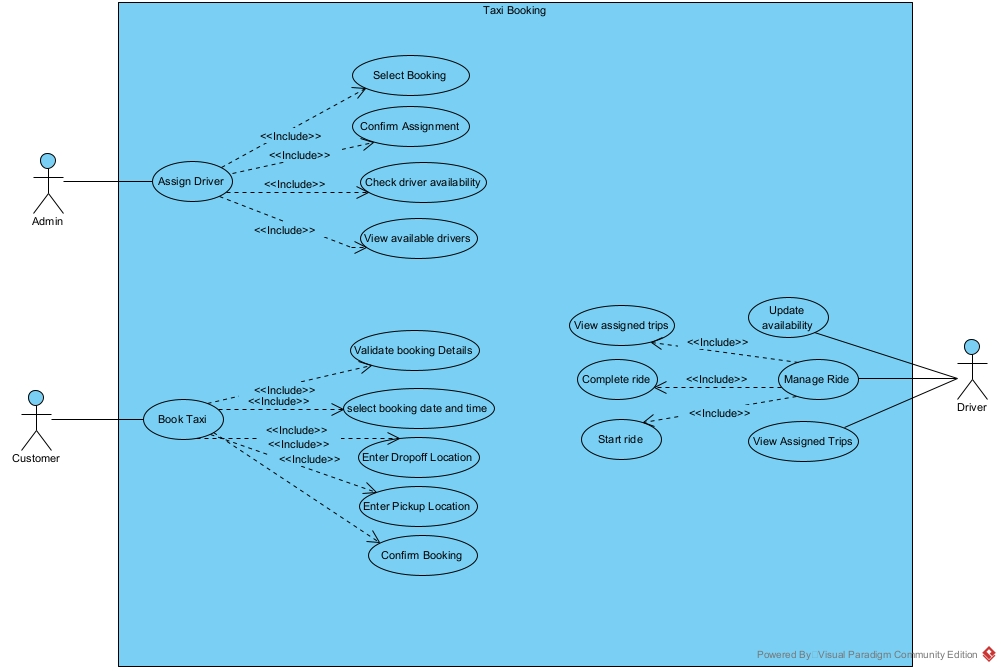 Taxi Booking
Select Booking
<<Include>>
Confirm Assignment
<<Include>>
Assign Driver
Check driver availability
<<Include>>
View available drivers
<<Include>>
Admin
Validate booking Details
<<Include>>
<<Include>>
select booking date and time
Book Taxi
<<Include>>
<<Include>>
<<Include>>
Enter Dropoff Location
Enter Pickup Location
Confirm Booking
Customer
View assigned trips
<<Include>>
Update
availability
Complete ride
<<Include>>
Manage Ride
<<Include>>
Start ride
View Assigned Trips
Driver
Powered By Visual Paradigm Community Edition